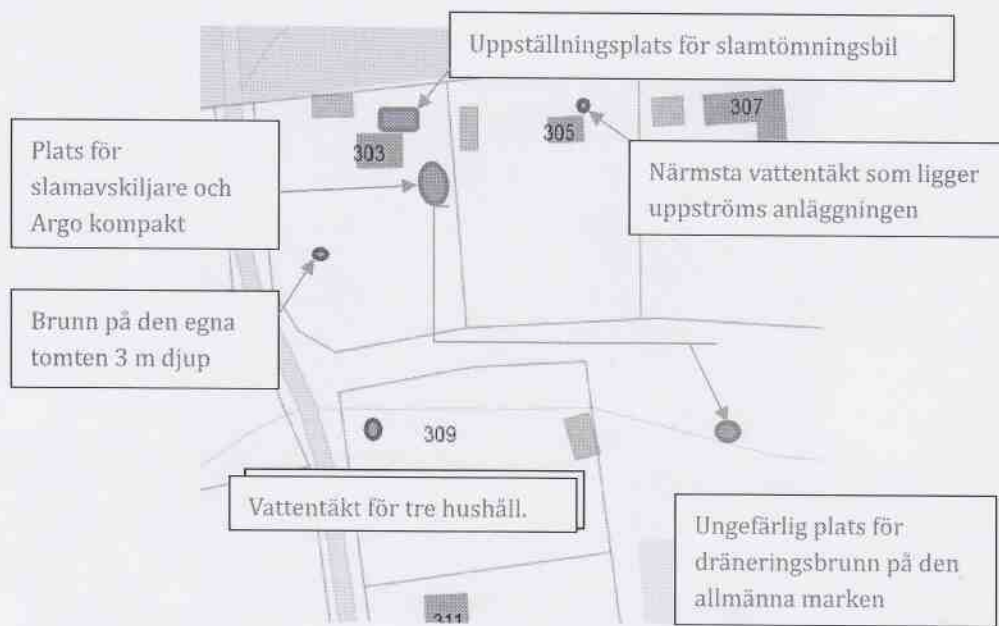 Uppställningsplats för slamtömningsbil
307
303
305
Plats för
slamavskiljare och
Argo kompakt
Närmsta vattentäkt som ligger
uppströms anläggningen
Brunn på den egna
tomten 3 m djup
309
Vattentäkt för tre hushåll.
Ungefärlig plats för
dräneringsbrunn på den
allmänna marken
311